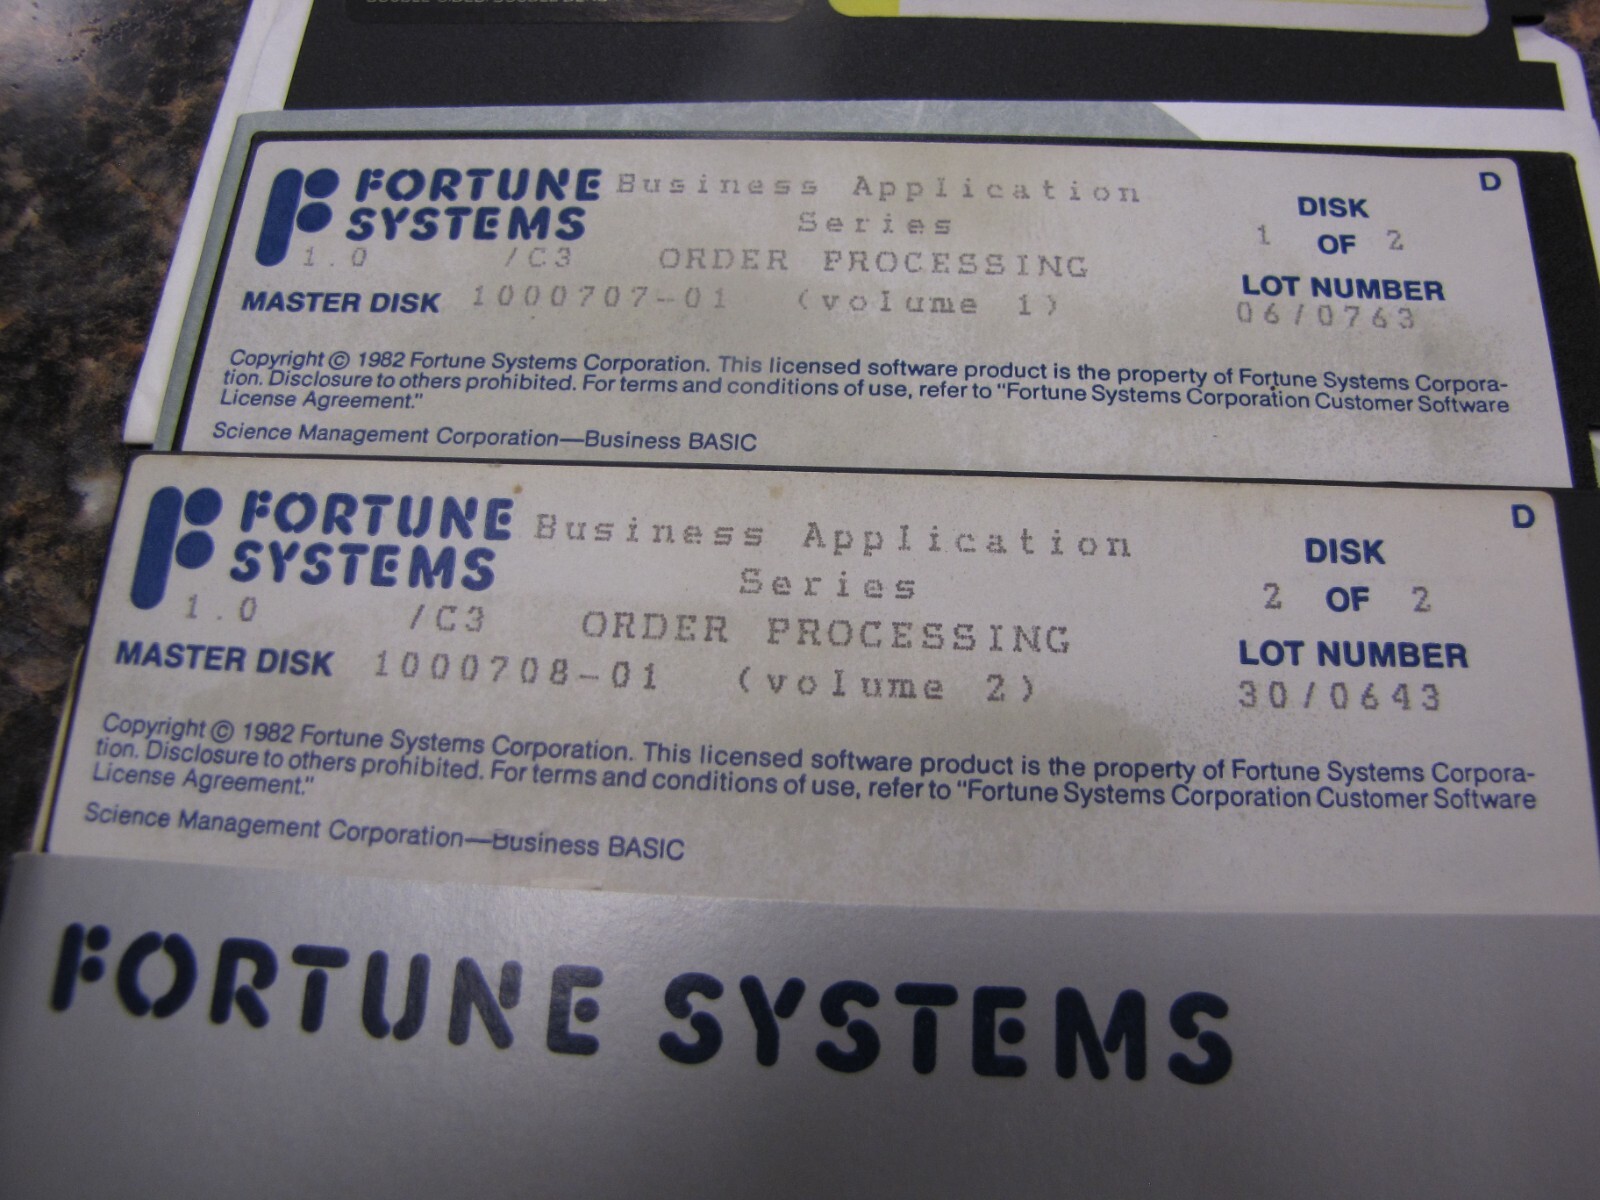 FORTUNE Business Application
SYSTEMS Series
1.0 /C3 ORDER PROCESSING
MASTER DISK 1000707-01 (volume 1)
D
DISK
1 OF 2
LOT NUMBER
06/0763
Copyright © 1982 Fortune Systems Corporation. This licensed software product is the property of Fortune Systems Corpora-
tion. Disclosure to others prohibited. For terms and conditions of use, refer to "Fortune Systems Corporation Customer Software
License Agreement."
Science Management Corporation—Business BASIC
FORTUNE Business Application
SYSTEMS Series
1.0 /C3 ORDER PROCESSING
MASTER DISK 1000708-01 (volume 2)
D
DISK
2 OF 2
LOT NUMBER
30/0643
Copyright © 1982 Fortune Systems Corporation. This licensed software product is the property of Fortune Systems Corpora-
tion. Disclosure to others prohibited. For terms and conditions of use, refer to "Fortune Systems Corporation Customer Software
License Agreement."
Science Management Corporation—Business BASIC
FORTUNE SYSTEMS